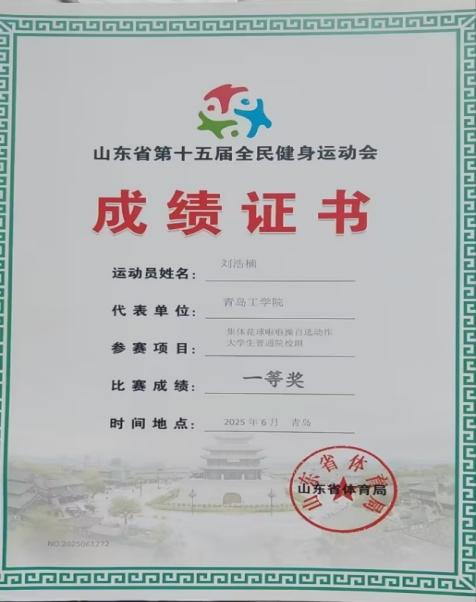 山东省第十五届全民健身运动会
成绩证书
运动员姓名： 刘浩楠
代表单位： 青岛工学院
参赛项目： 集体花球啦啦操自选动作
大学生普通院校组
比赛成绩： 一等奖
时间地点： 2025年6月 青岛
山东省体育局
山东省体育局
NO:2025061272